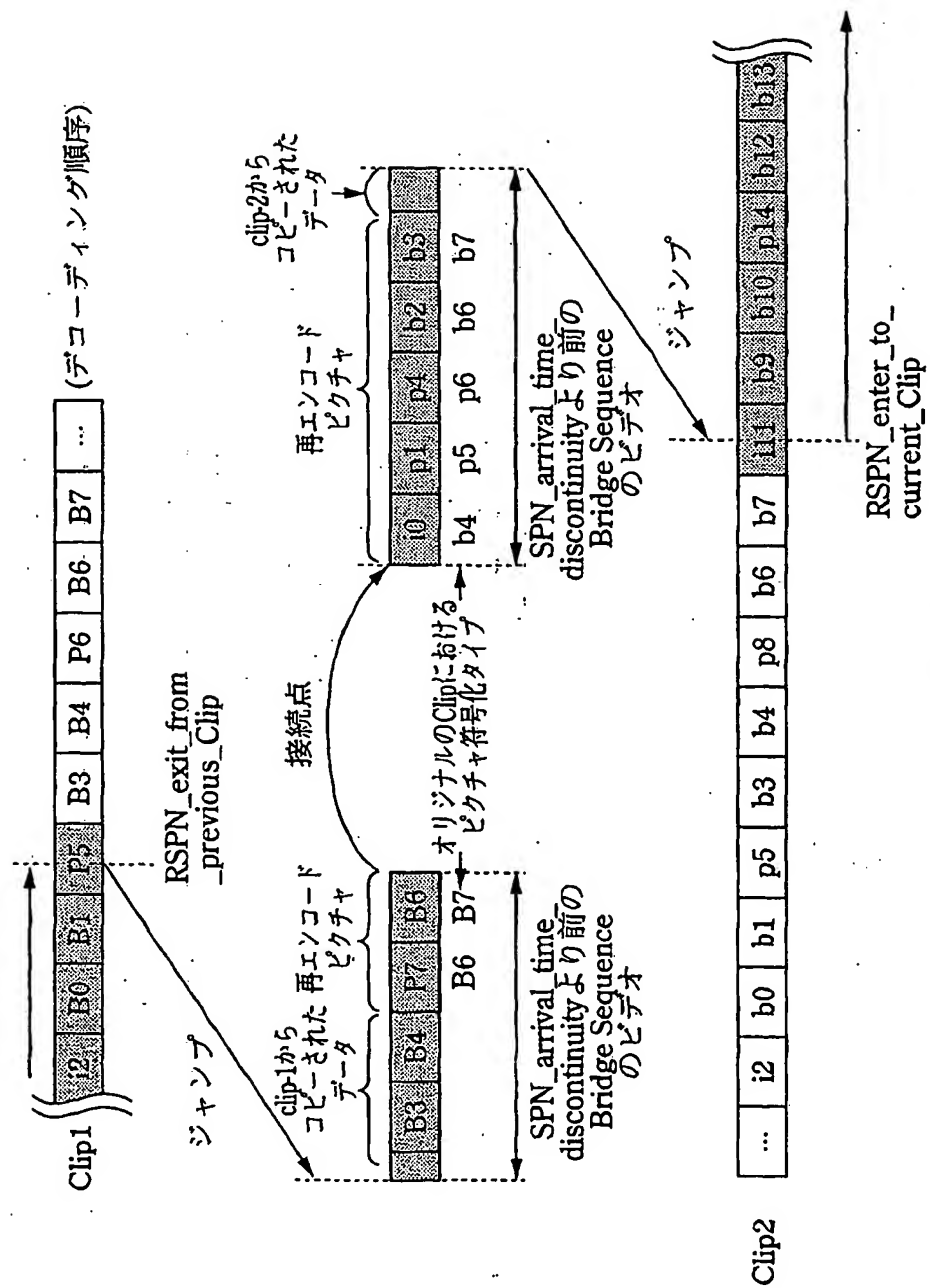 Clip1
i2 B0 B1 P5 B3 B4 P6 B6 B7 ...
(デコーディング順序)
RSPN_exit_from
_previous_Clip
ジャンプ
clip-1から
コピーされた
データ
再エンコード
ピクチャ
B3 B4 P7 B6
B6 B7
SPN_arrival_time_
discontinuityより前の
Bridge Sequence
のビデオ
接続点
オリジナルのClipにおける
ピクチャ符号化タイプ
再エンコード
ピクチャ
clip-2から
コピーされた
データ
i0 p1 p4 b2 b3
b4 p5 p6 b6 b7
SPN_arrival_time_
discontinuityより前の
Bridge Sequence
のビデオ
ジャンプ
Clip2
.... i2 b0 b1 p5 b3 b4 p8 b6 b7 i11 b9 b10 p14 b12 b13
RSPN_enter_to_
current_Clip